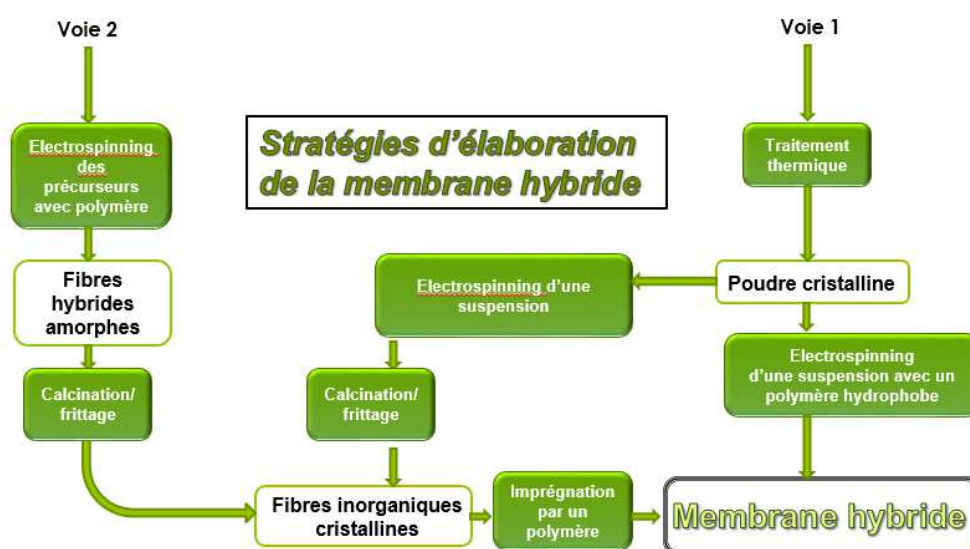 Voie 2
Voie 1
Electrospinning
des
précurseurs
avec polymère
Stratégies d'élaboration
de la membrane hybride
Traitement
thermique
Fibres
hybrides
amorphes
Electrospinning d'une
suspension
Poudre cristalline
Calcination/
frittage
Calcination/
frittage
Electrospinning
d'une suspension avec un
polymère hydrophobe
Fibres inorganiques
cristallines
Imprégnation
par un
polymère
Membrane hybride